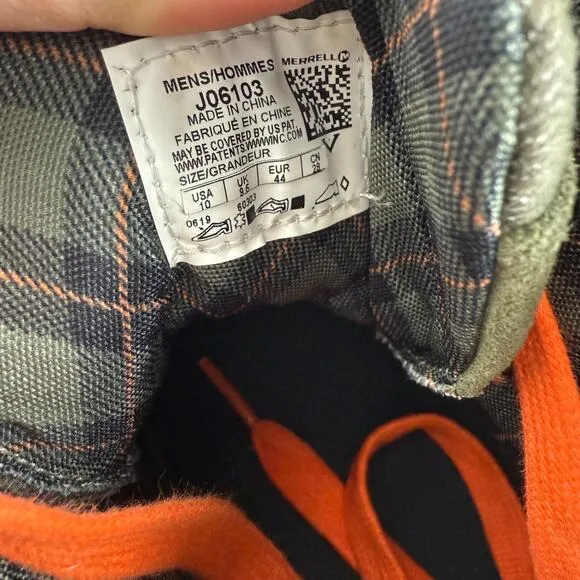 MENS/HOMMES MERRELL
J06103
MADE IN CHINA
FABRIQUÉ EN CHINE
MAY BE COVERED BY US PAT.
WWW.PATENTS.WWWINC.COM
SIZE/GRANDEUR
USA UK EUR CN
10 9.5 44 28
0619 60303